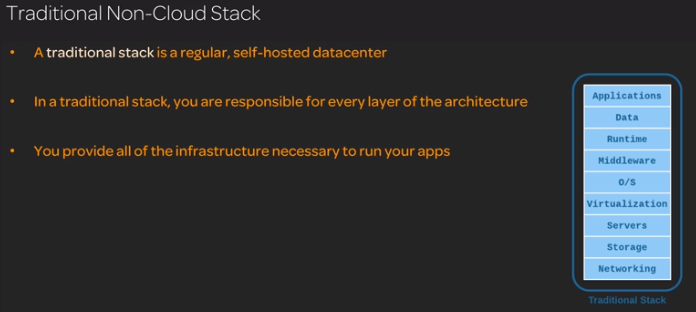 Traditional Non-Cloud Stack
• A traditional stack is a regular, self-hosted datacenter
• In a traditional stack, you are responsible for every layer of the architecture
• You provide all of the infrastructure necessary to run your apps
Applications
Data
Runtime
Middleware
O/S
Virtualization
Servers
Storage
Networking
Traditional Stack